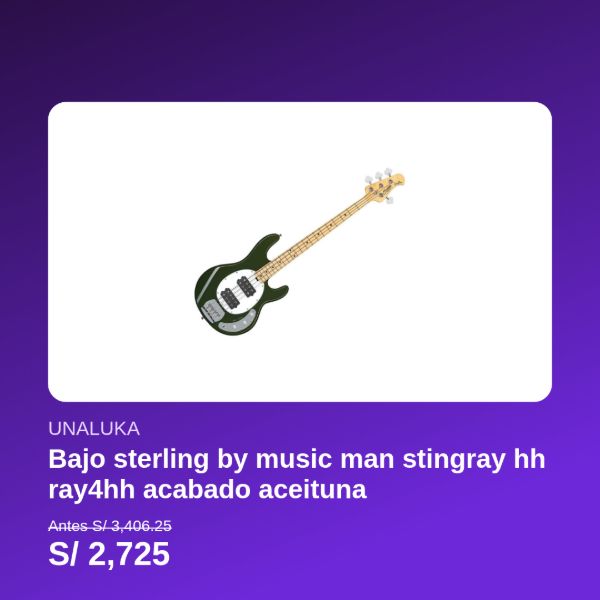 UNALUKA
Bajo sterling by music man stingray hh
ray4hh acabado aceituna
Antes S/ 3,406.25
S/ 2,725